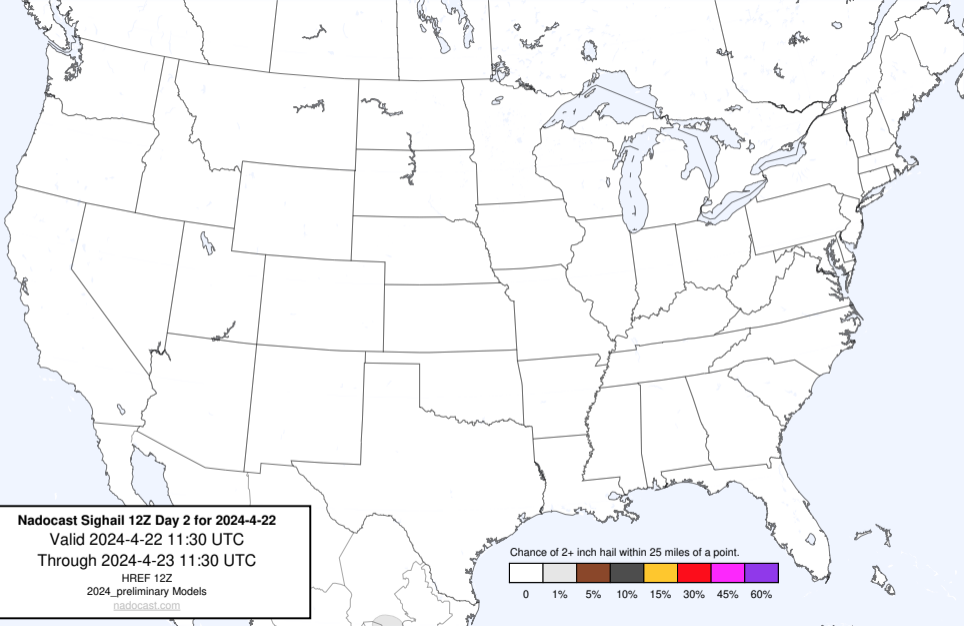 Nadocast Sighail 12Z Day 2 for 2024-4-22
Valid 2024-4-22 11:30 UTC
Through 2024-4-23 11:30 UTC
HREF 12Z
2024_preliminary Models
nadocast.com
Chance of 2+ inch hail within 25 miles of a point.
0 1% 5% 10% 15% 30% 45% 60%